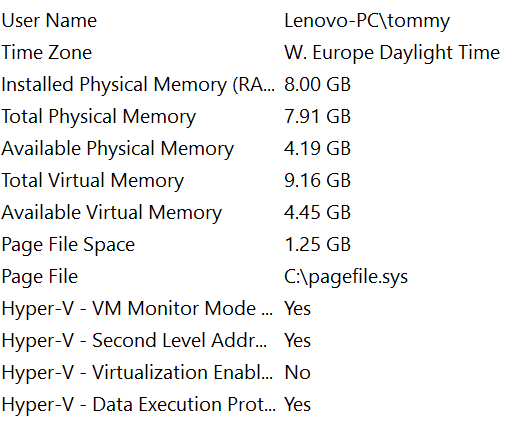 User Name Lenovo-PC\tommy
Time Zone W. Europe Daylight Time
Installed Physical Memory (RA... 8.00 GB
Total Physical Memory 7.91 GB
Available Physical Memory 4.19 GB
Total Virtual Memory 9.16 GB
Available Virtual Memory 4.45 GB
Page File Space 1.25 GB
Page File C:\pagefile.sys
Hyper-V - VM Monitor Mode ... Yes
Hyper-V - Second Level Addr... Yes
Hyper-V - Virtualization Enabl... No
Hyper-V - Data Execution Prot... Yes